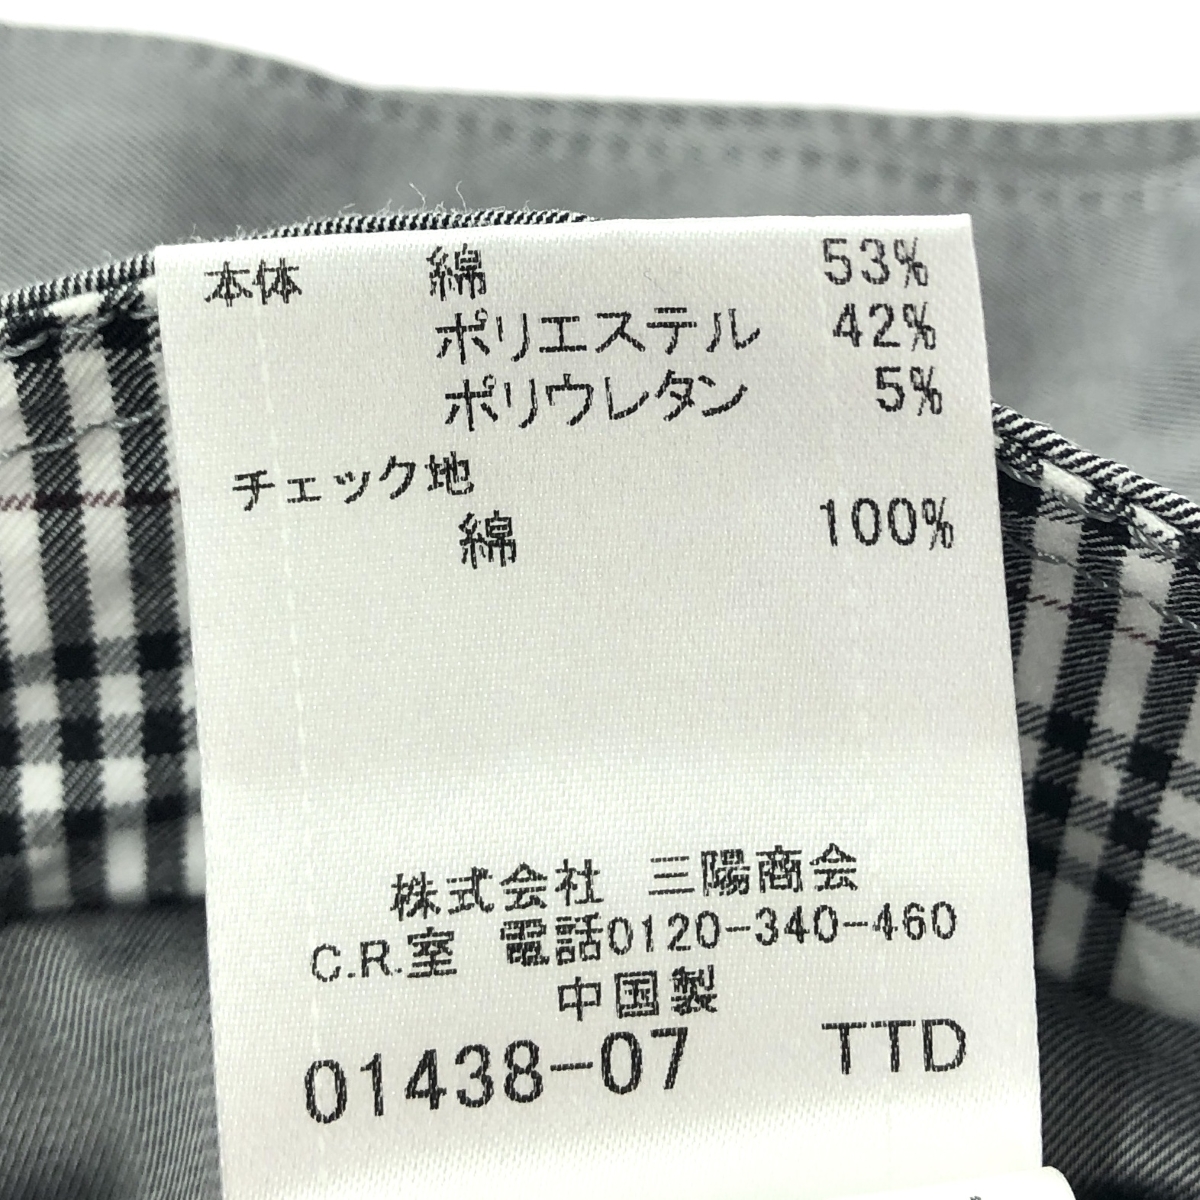 本体 綿 53%
ポリエステル 42%
ポリウレタン 5%
チェック地
綿 100%
株式会社 三陽商会
C.R.室 電話0120-340-460
中国製
01438-07 TTD